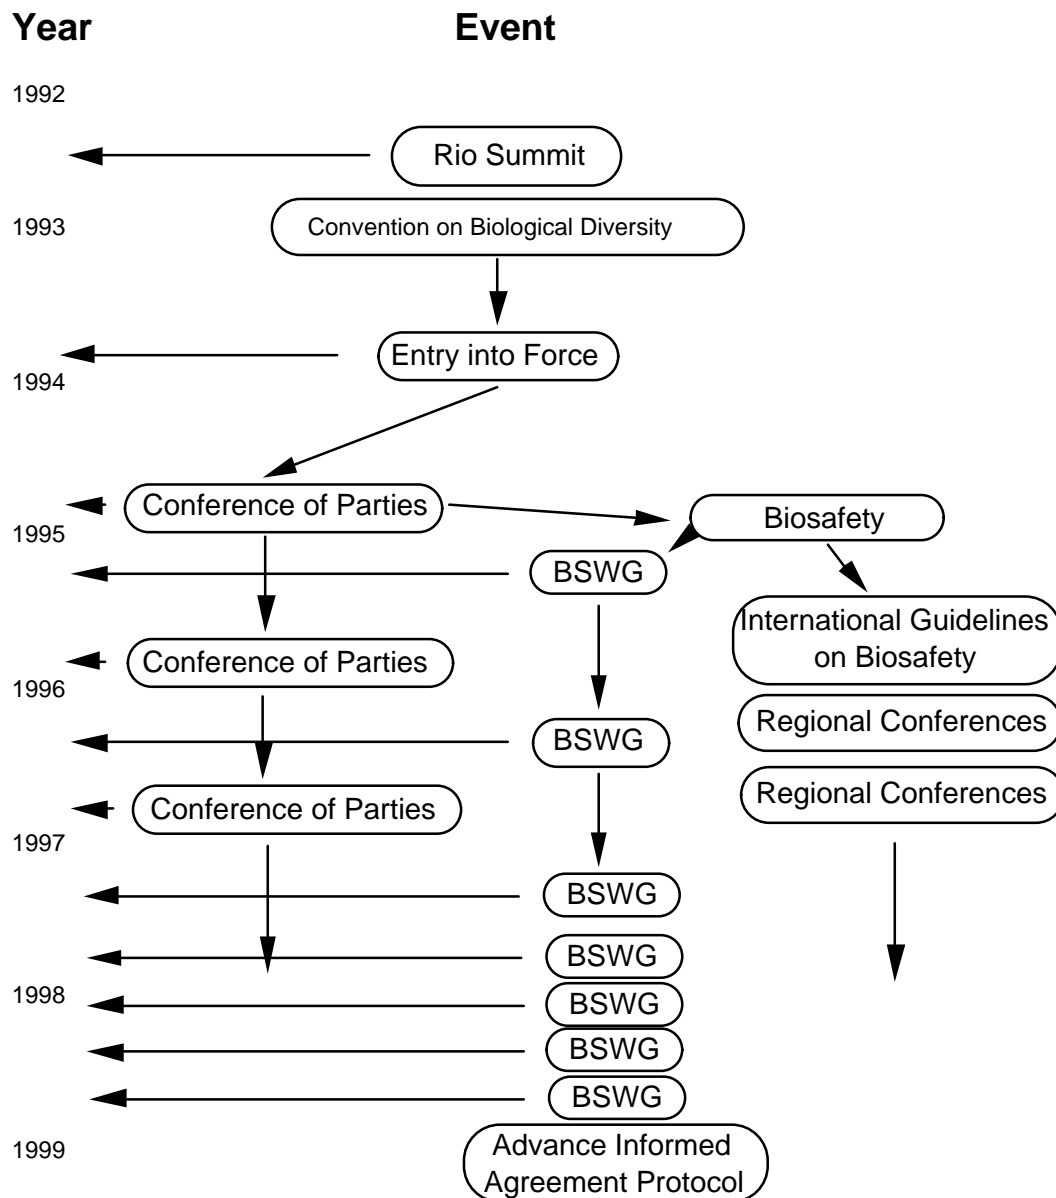 Year
Event
1992
Rio Summit
1993
Convention on Biological Diversity
Entry into Force
1994
Conference of Parties
Biosafety
1995
BSWG
International Guidelines
on Biosafety
Conference of Parties
1996
Regional Conferences
BSWG
Regional Conferences
Conference of Parties
1997
BSWG
BSWG
1998
BSWG
BSWG
BSWG
1999
Advance Informed
Agreement Protocol